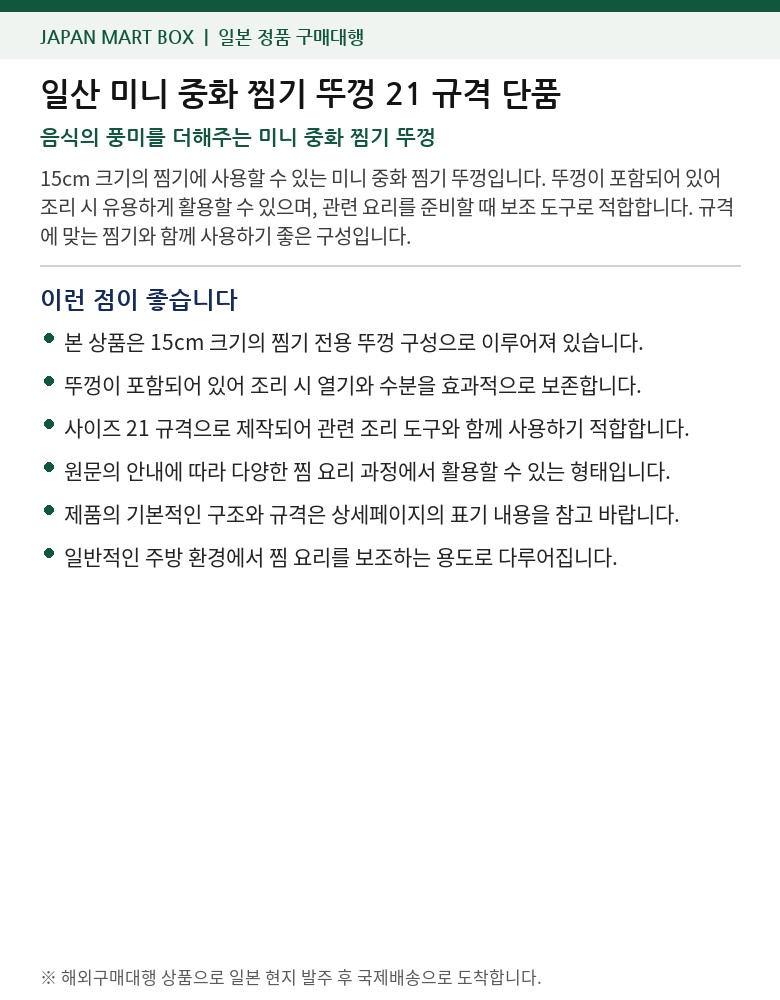 JAPAN MART BOX | 일본 정품 구매대행
일산 미니 중화 찜기 뚜껑 21 규격 단품
음식의 풍미를 더해주는 미니 중화 찜기 뚜껑
15cm 크기의 찜기에 사용할 수 있는 미니 중화 찜기 뚜껑입니다. 뚜껑이 포함되어 있어
조리 시 유용하게 활용할 수 있으며, 관련 요리를 준비할 때 보조 도구로 적합합니다. 규격
에 맞는 찜기와 함께 사용하기 좋은 구성입니다.
이런 점이 좋습니다
본 상품은 15cm 크기의 찜기 전용 뚜껑 구성으로 이루어져 있습니다.
뚜껑이 포함되어 있어 조리 시 열기와 수분을 효과적으로 보존합니다.
사이즈 21 규격으로 제작되어 관련 조리 도구와 함께 사용하기 적합합니다.
원문의 안내에 따라 다양한 찜 요리 과정에서 활용할 수 있는 형태입니다.
제품의 기본적인 구조와 규격은 상세페이지의 표기 내용을 참고 바랍니다.
일반적인 주방 환경에서 찜 요리를 보조하는 용도로 다루어집니다.
※ 해외구매대행 상품으로 일본 현지 발주 후 국제배송으로 도착합니다.